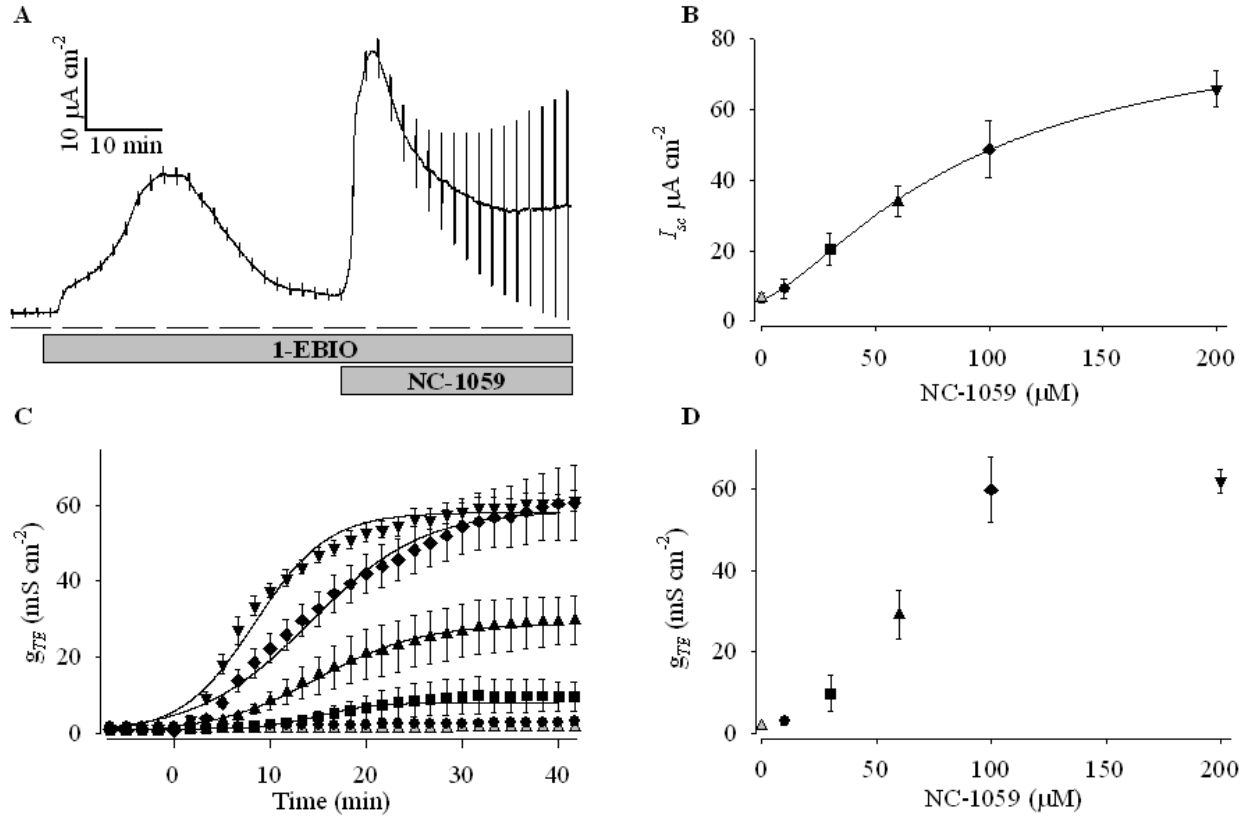 A
10 µA cm-2
10 min
1-EBIO
NC-1059
B
80
60
40
20
0
Isc µA cm-2
0 50 100 150 200
NC-1059 (µM)
C
60
40
20
0
gTE (mS cm-2)
0 10 20 30 40
Time (min)
D
60
40
20
0
gTE (mS cm-2)
0 50 100 150 200
NC-1059 (µM)